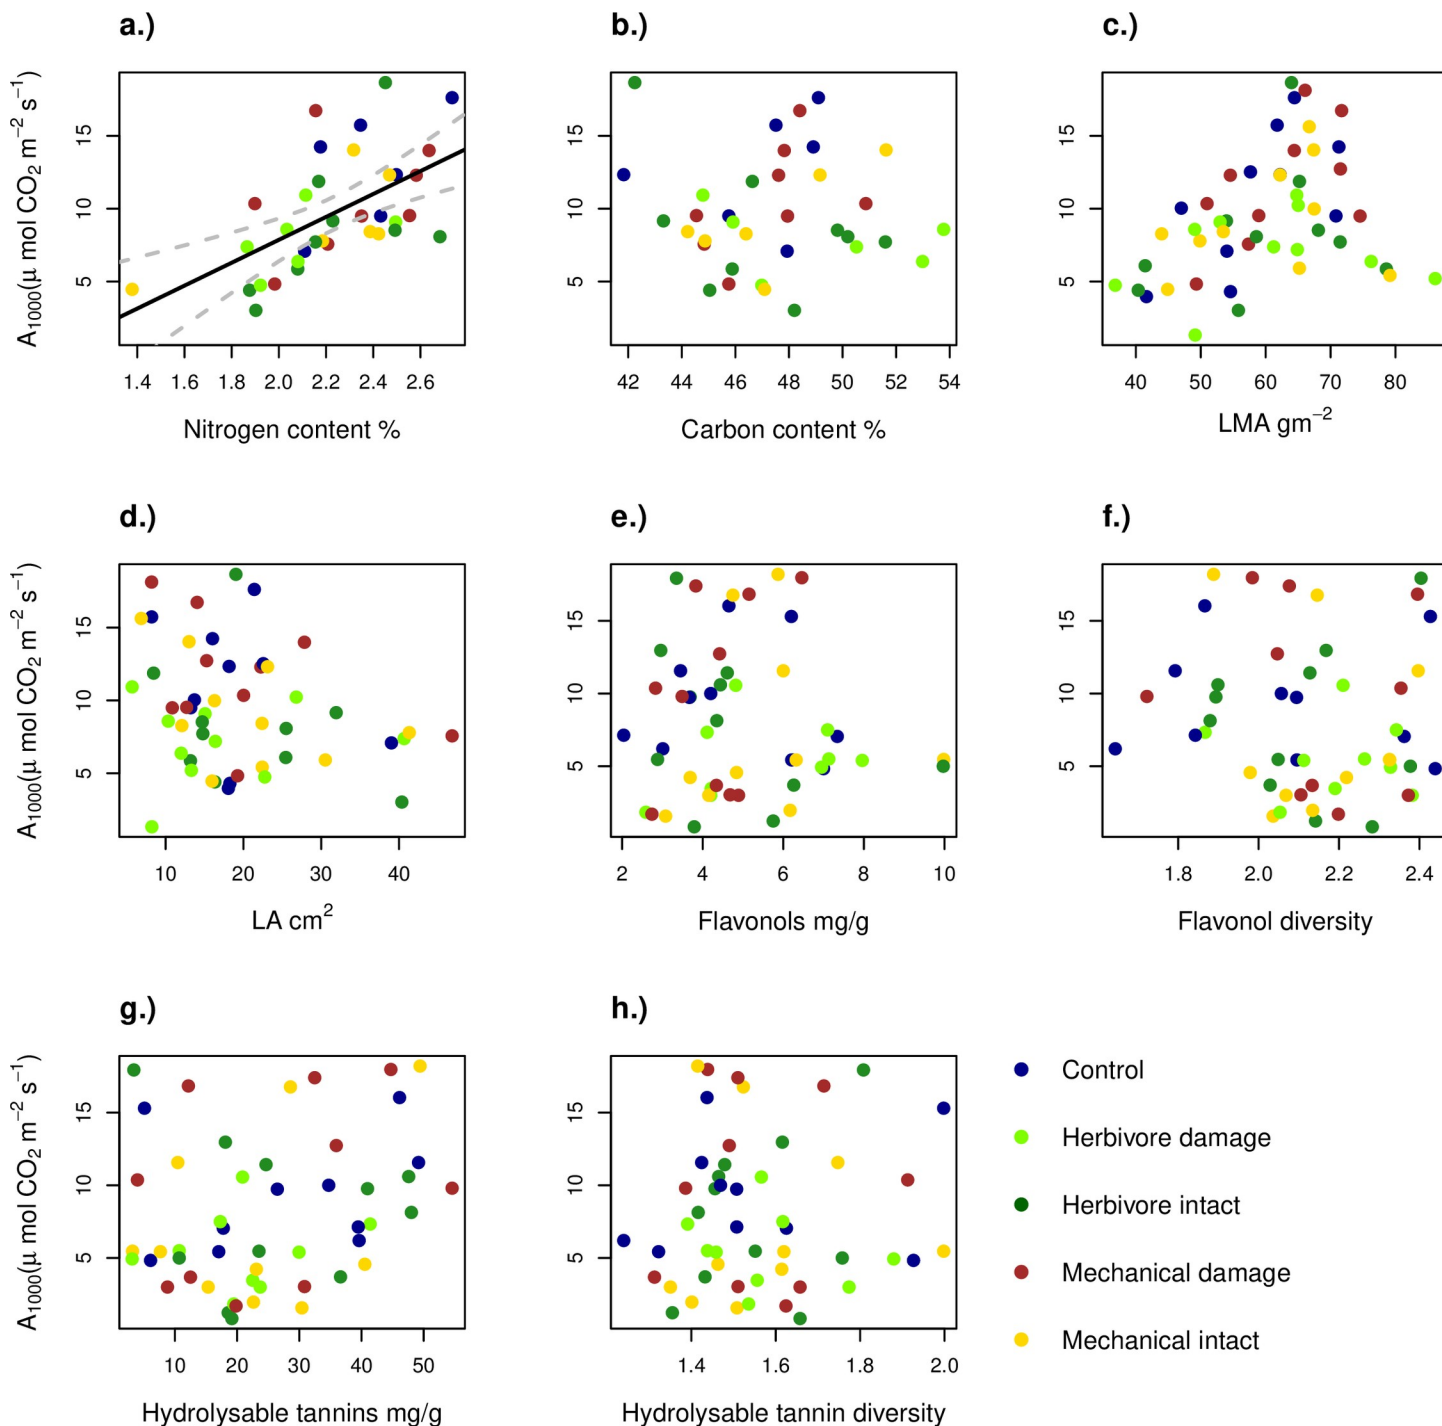 a.)
b.)
c.)
A1000(μ mol CO2 m−2 s−1)
5 10 15
1.4 1.6 1.8 2.0 2.2 2.4 2.6
Nitrogen content %
42 44 46 48 50 52 54
Carbon content %
5 10 15
40 50 60 70 80
LMA gm−2
5 10 15
d.)
e.)
f.)
A1000(μ mol CO2 m−2 s−1)
5 10 15
10 20 30 40
LA cm2
5 10 15
2 4 6 8 10
Flavonols mg/g
5 10 15
1.8 2.0 2.2 2.4
Flavonol diversity
g.)
h.)
A1000(μ mol CO2 m−2 s−1)
5 10 15
10 20 30 40 50
Hydrolysable tannins mg/g
5 10 15
1.4 1.6 1.8 2.0
Hydrolysable tannin diversity
Control
Herbivore damage
Herbivore intact
Mechanical damage
Mechanical intact